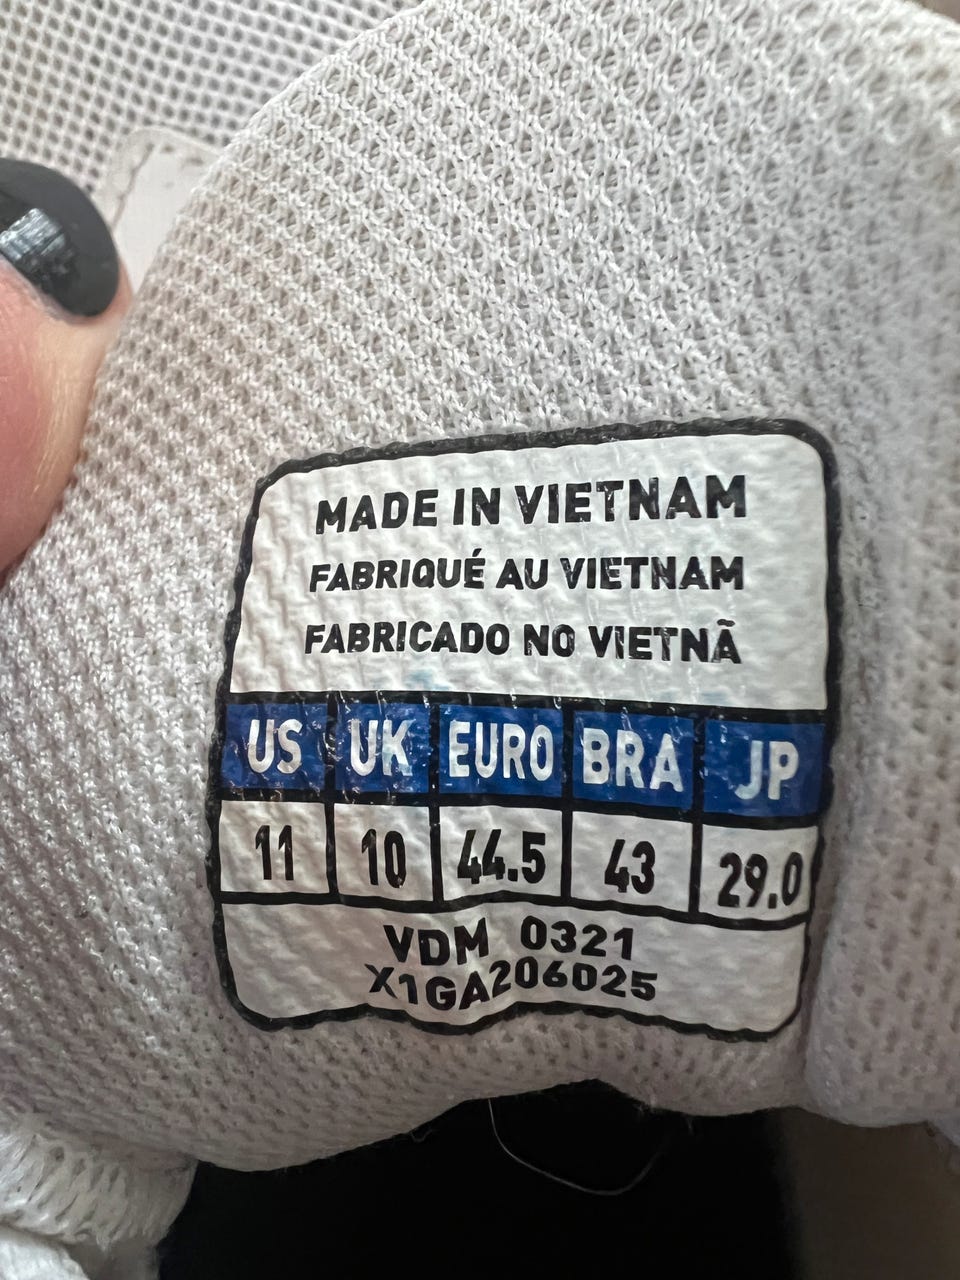 MADE IN VIETNAM
FABRIQUÉ AU VIETNAM
FABRICADO NO VIETNÃ
US UK EURO BRA JP
11 10 44.5 43 29.0
VDM 0321
X1GA206025